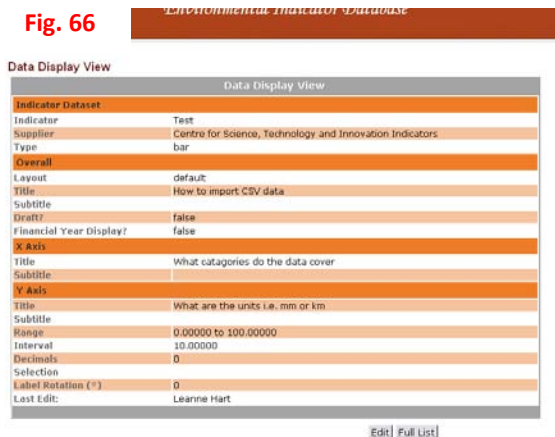 Fig. 66
Environmental Indicator Database
Data Display View
Data Display View
Indicator Dataset
Indicator Test
Supplier Centre for Science, Technology and Innovation Indicators
Type bar
Overall
Layout default
Title How to import CSV data
Subtitle
Draft? false
Financial Year Display? false
X Axis
Title What catagories do the data cover
Subtitle
Y Axis
Title What are the units i.e. mm or km
Subtitle
Range 0.00000 to 100.00000
Interval 10.00000
Decimals 0
Selection
Label Rotation (°) 0
Last Edit: Leanne Hart
Edit Full List